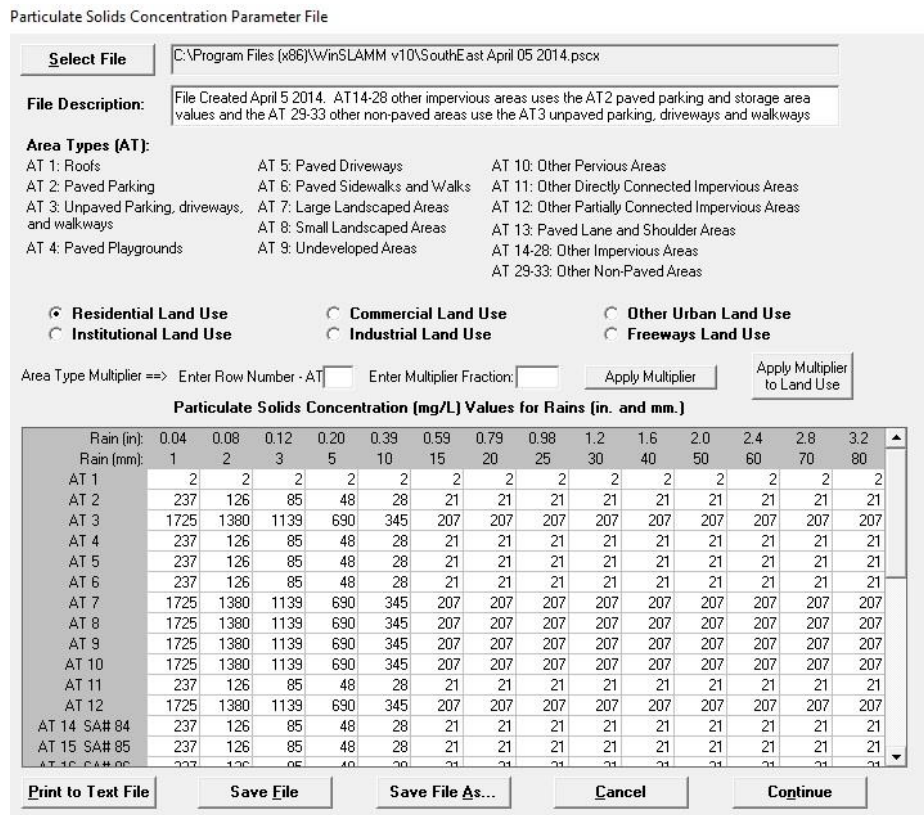 Particulate Solids Concentration Parameter File
Select File C:\Program Files (x86)\WinSLAMM v10\SouthEast April 05 2014.pscx
File Description: File Created April 5 2014. AT14-28 other impervious areas uses the AT2 paved parking and storage area
values and the AT 29-33 other non-paved areas use the AT3 unpaved parking, driveways and walkways
Area Types (AT):
AT 1: Roofs AT 5: Paved Driveways AT 10: Other Pervious Areas
AT 2: Paved Parking AT 6: Paved Sidewalks and Walks AT 11: Other Directly Connected Impervious Areas
AT 3: Unpaved Parking, driveways, and walkways AT 7: Large Landscaped Areas AT 12: Other Partially Connected Impervious Areas
AT 8: Small Landscaped Areas AT 13: Paved Lane and Shoulder Areas
AT 4: Paved Playgrounds AT 9: Undeveloped Areas AT 14-28: Other Impervious Areas
AT 29-33: Other Non-Paved Areas
Residential Land Use Commercial Land Use Other Urban Land Use
Institutional Land Use Industrial Land Use Freeways Land Use
Area Type Multiplier ==> Enter Row Number - AT Enter Multiplier Fraction: Apply Multiplier Apply Multiplier to Land Use
Particulate Solids Concentration (mg/L) Values for Rains (in. and mm.)
Rain (in): 0.04 0.08 0.12 0.20 0.39 0.59 0.79 0.98 1.2 1.6 2.0 2.4 2.8 3.2
Rain (mm): 1 2 3 5 10 15 20 25 30 40 50 60 70 80
AT 1 2 2 2 2 2 2 2 2 2 2 2 2 2 2
AT 2 237 126 85 48 28 21 21 21 21 21 21 21 21 21
AT 3 1725 1380 1139 690 345 207 207 207 207 207 207 207 207 207
AT 4 237 126 85 48 28 21 21 21 21 21 21 21 21 21
AT 5 237 126 85 48 28 21 21 21 21 21 21 21 21 21
AT 6 237 126 85 48 28 21 21 21 21 21 21 21 21 21
AT 7 1725 1380 1139 690 345 207 207 207 207 207 207 207 207 207
AT 8 1725 1380 1139 690 345 207 207 207 207 207 207 207 207 207
AT 9 1725 1380 1139 690 345 207 207 207 207 207 207 207 207 207
AT 10 1725 1380 1139 690 345 207 207 207 207 207 207 207 207 207
AT 11 237 126 85 48 28 21 21 21 21 21 21 21 21 21
AT 12 1725 1380 1139 690 345 207 207 207 207 207 207 207 207 207
AT 14 SA# 84 237 126 85 48 28 21 21 21 21 21 21 21 21 21
AT 15 SA# 85 237 126 85 48 28 21 21 21 21 21 21 21 21 21
Print to Text File Save File Save File As... Cancel Continue